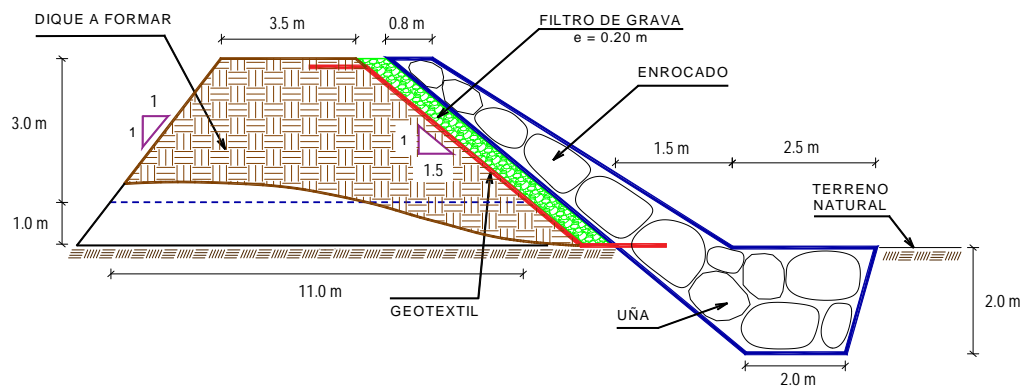 DIQUE A FORMAR
3.5 m
0.8 m
FILTRO DE GRAVA
e = 0.20 m
ENROCADO
1
1
3.0 m
1
1.5
1.5 m
2.5 m
TERRENO
NATURAL
1.0 m
11.0 m
GEOTEXTIL
UÑA
2.0 m
2.0 m